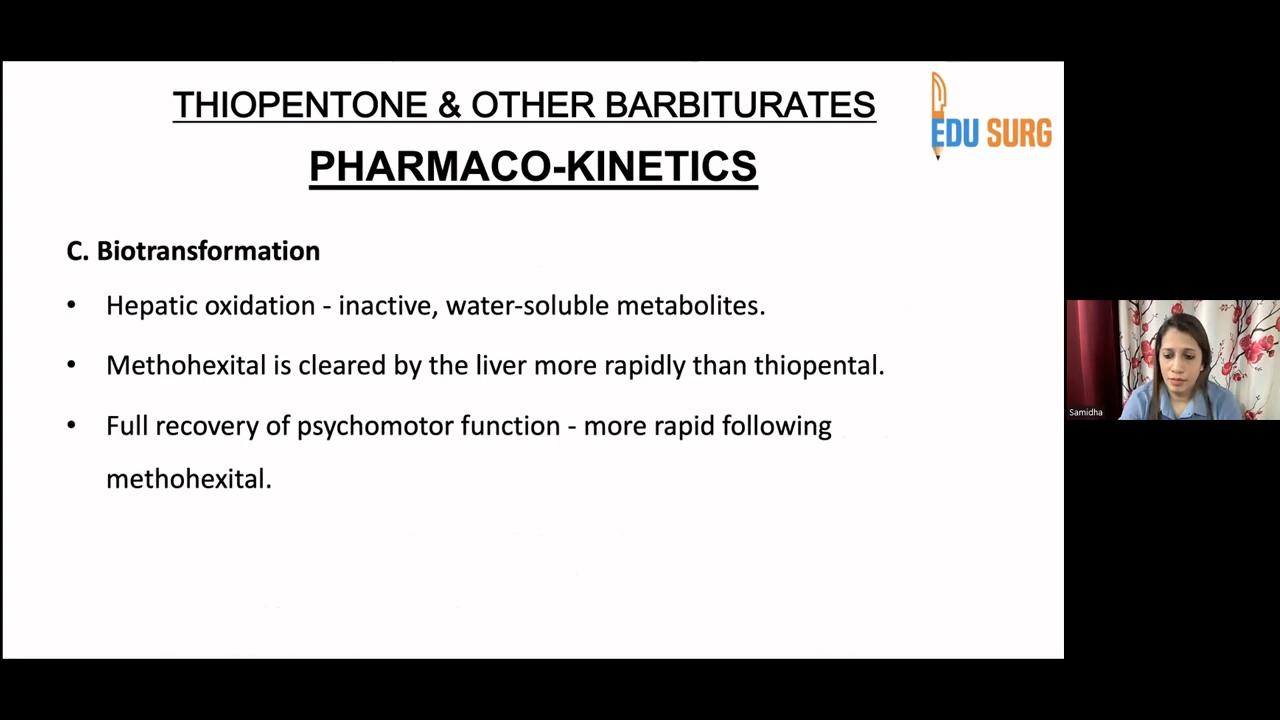 THIOPENTONE & OTHER BARBITURATES
PHARMACO-KINETICS
EDU SURG
C. Biotransformation
• Hepatic oxidation - inactive, water-soluble metabolites.
• Methohexital is cleared by the liver more rapidly than thiopental.
• Full recovery of psychomotor function - more rapid following
methohexital.
Samidha